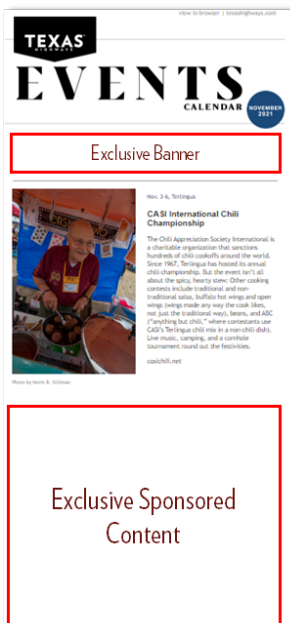 view in browser | texashighways.com
TEXAS
EVENTS
CALENDAR
NOVEMBER
2021
Exclusive Banner
Nov. 3-6, Terlingua
CASI International Chili
Championship
The Chili Appreciation Society International is
a charitable organization that sanctions
hundreds of chili cookoffs around the world.
Since 1967, Terlingua has hosted its annual
chili championship. But the event isn't all
about the spicy, hearty stew: Other cooking
contests include traditional and non-
traditional salsa, buffalo hot wings and open
wings (wings made any way the cook likes,
not just the traditional way), beans, and ABC
("anything but chili," where contestants use
CASI's Terlingua chili mix in a non-chili dish).
Live music, camping, and a cornhole
tournament round out the festivities.
casichili.net
Photo by Kevin B. Stillman
Exclusive Sponsored
Content